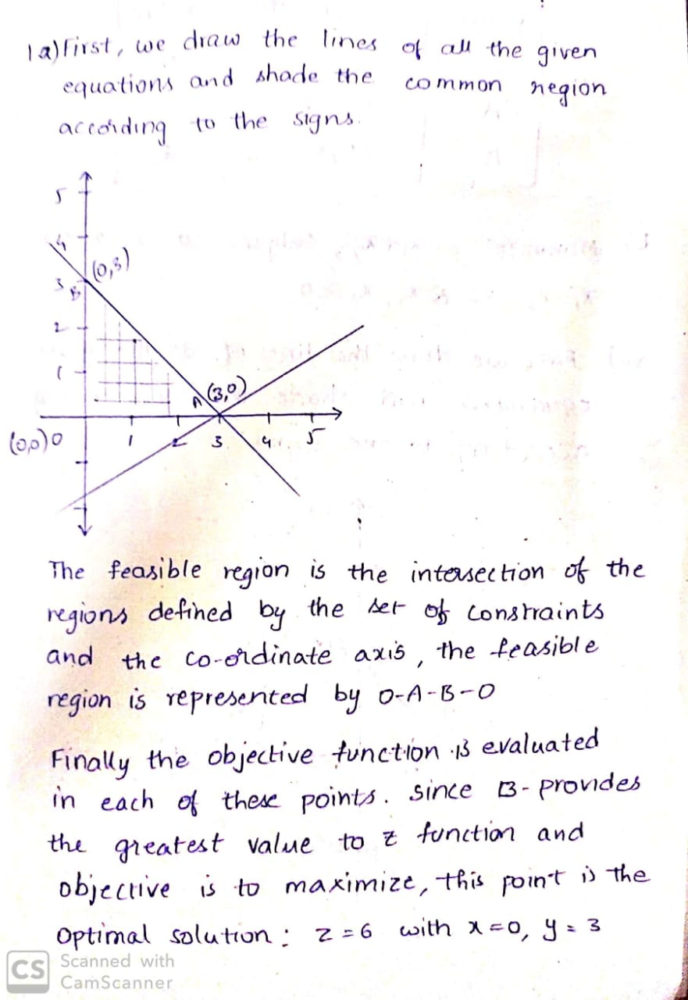 1a) First, we draw the lines of all the given
equations and shade the common region
according to the signs.
5
4
(0,3)
3
B
2
1
A (3,0)
(0,0) 0
1 2 3 4 5
The feasible region is the intersection of the
regions defined by the set of constraints
and the co-ordinate axis, the feasible
region is represented by O-A-B-O
Finally the objective function is evaluated
in each of these points. Since B- provides
the greatest value to z function and
objective is to maximize, this point is the
Optimal solution : z = 6 with x = 0, y = 3
CS Scanned with
CamScanner